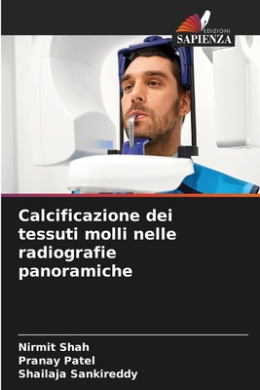 EDIZIONI
SAPIENZA
Calcificazione dei
tessuti molli nelle
radiografie
panoramiche
Nirmit Shah
Pranay Patel
Shailaja Sankireddy